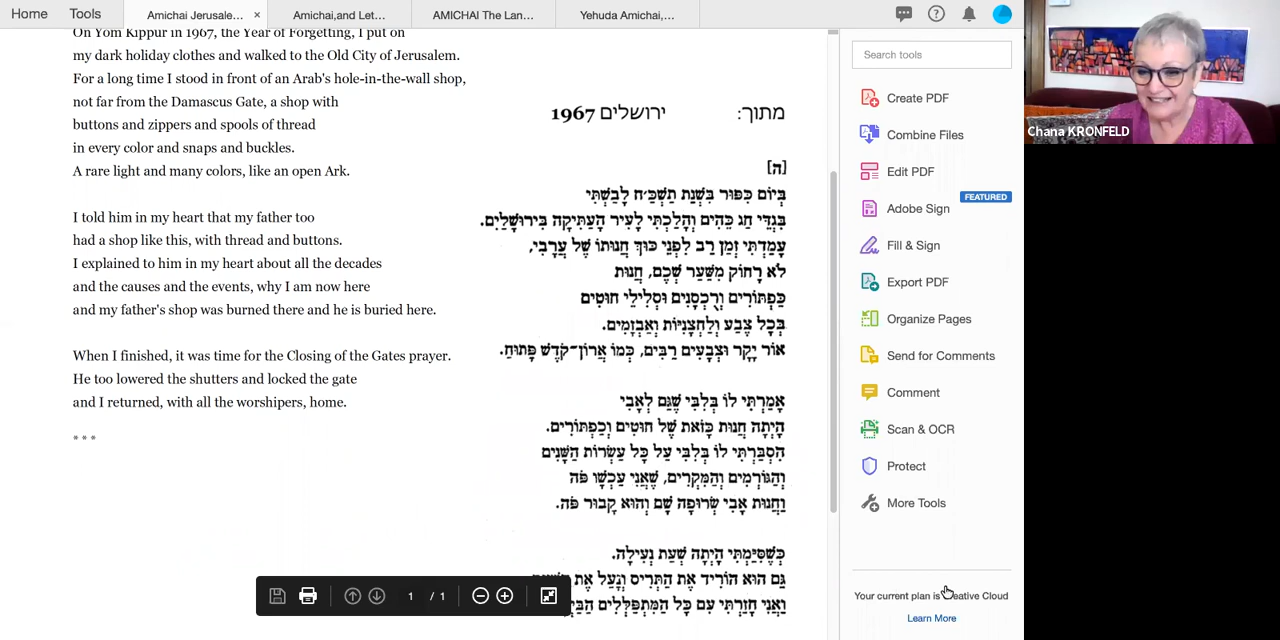 Home
Tools
Amichai Jerusale...
×
Amichai,and Let...
AMICHAI The Lan...
Yehuda Amichai,...
On Yom Kippur in 1967, the Year of Forgetting, I put on
my dark holiday clothes and walked to the Old City of Jerusalem.
For a long time I stood in front of an Arab's hole-in-the-wall shop,
not far from the Damascus Gate, a shop with
buttons and zippers and spools of thread
in every color and snaps and buckles.
A rare light and many colors, like an open Ark.
I told him in my heart that my father too
had a shop like this, with thread and buttons.
I explained to him in my heart about all the decades
and the causes and the events, why I am now here
and my father's shop was burned there and he is buried here.
When I finished, it was time for the Closing of the Gates prayer.
He too lowered the shutters and locked the gate
and I returned, with all the worshipers, home.
* * *
מתוך: ירושלים 1967
[ה]
בְּיוֹם כִּפּוּר בִּשְׁנַת תַּשְׁכַּ״ח לָבַשְׁתִּי
בִּגְדֵי חַג כֵּהִים וְהָלַכְתִּי לָעִיר הָעַתִּיקָה בִּירוּשָׁלַיִם.
עָמַדְתִּי זְמַן רַב לִפְנֵי כּוּךְ חֲנוּתוֹ שֶׁל עֲרָבִי,
לֹא רָחוֹק מִשַּׁעַר שְׁכֶם, חֲנוּת
כַּפְתּוֹרִים וְרֻכְסָנִים וּסְלִילֵי חוּטִים
בְּכָל צֶבַע וְלַחְצָנִיּוֹת וְאַבְזָמִים.
אוֹר יָקָר וּצְבָעִים רַבִּים, כְּמוֹ אֲרוֹן־קֹדֶשׁ פָּתוּחַ.
אָמַרְתִּי לוֹ בְּלִבִּי שֶׁגַּם לְאָבִי
הָיְתָה חֲנוּת כָּזֹאת שֶׁל חוּטִים וְכַפְתּוֹרִים.
הִסְבַּרְתִּי לוֹ בְּלִבִּי עַל כָּל עַשְׂרוֹת הַשָּׁנִים
וְהַגּוֹרְמִים וְהַמִּקְרִים, שֶׁאֲנִי עַכְשָׁו פֹּה
וַחֲנוּת אָבִי שְׂרוּפָה שָׁם וְהוּא קָבוּר פֹּה.
כְּשֶׁסִּיַּמְתִּי הָיְתָה שְׁעַת נְעִילָה.
גַּם הוּא הוֹרִיד אֶת הַתְּרִיס וְנָעַל אֶת
וַאֲנִי חָזַרְתִּי עִם כָּל הַמִּתְפַּלְּלִים
1 / 1
Search tools
Create PDF
Combine Files
Edit PDF
FEATURED
Adobe Sign
Fill & Sign
Export PDF
Organize Pages
Send for Comments
Comment
Scan & OCR
Protect
More Tools
Your current plan is Creative Cloud
Learn More
Chana KRONFELD